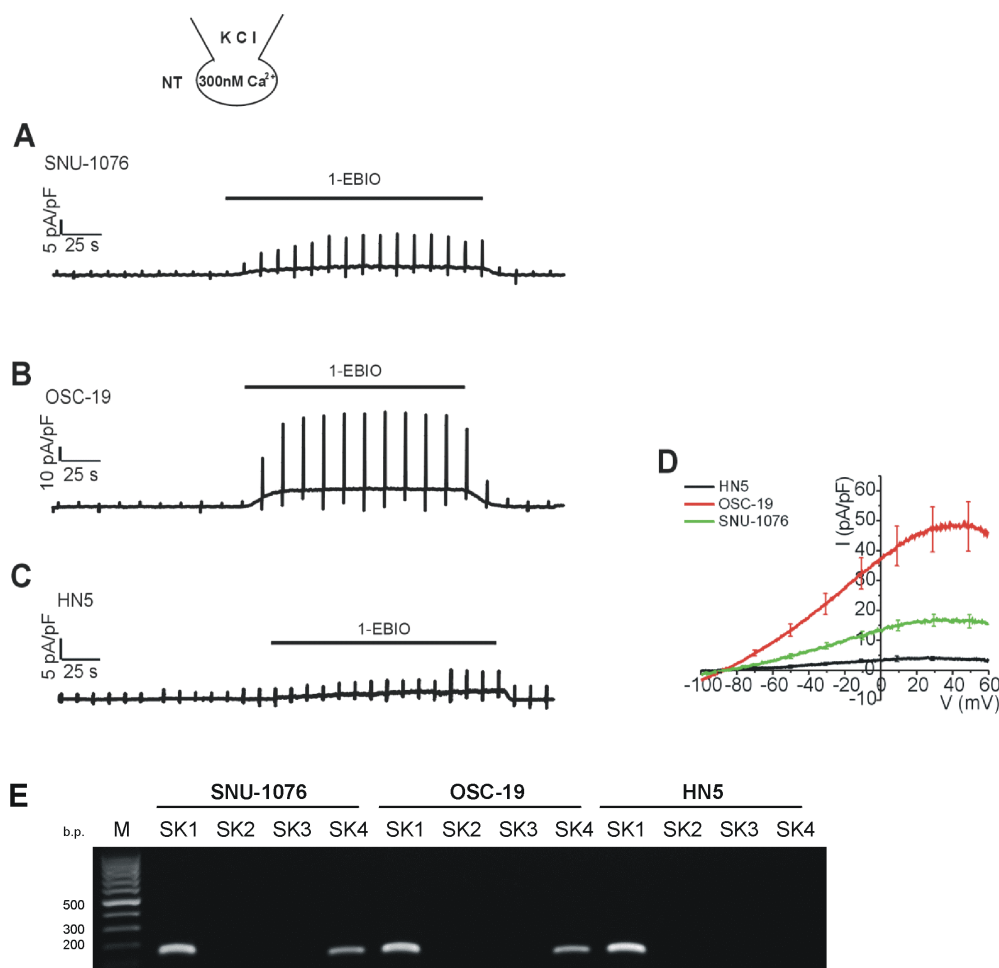 K C l
NT 300nM Ca²⁺
A
SNU-1076
1-EBIO
5 pA/pF
25 s
B
OSC-19
1-EBIO
10 pA/pF
25 s
C
HN5
1-EBIO
5 pA/pF
25 s
D
HN5
OSC-19
SNU-1076
I (pA/pF)
60
50
40
30
20
10
-100 -80 -60 -40 -20 0 20 40 60
-10
V (mV)
E
SNU-1076 OSC-19 HN5
b.p. M SK1 SK2 SK3 SK4 SK1 SK2 SK3 SK4 SK1 SK2 SK3 SK4
500
300
200